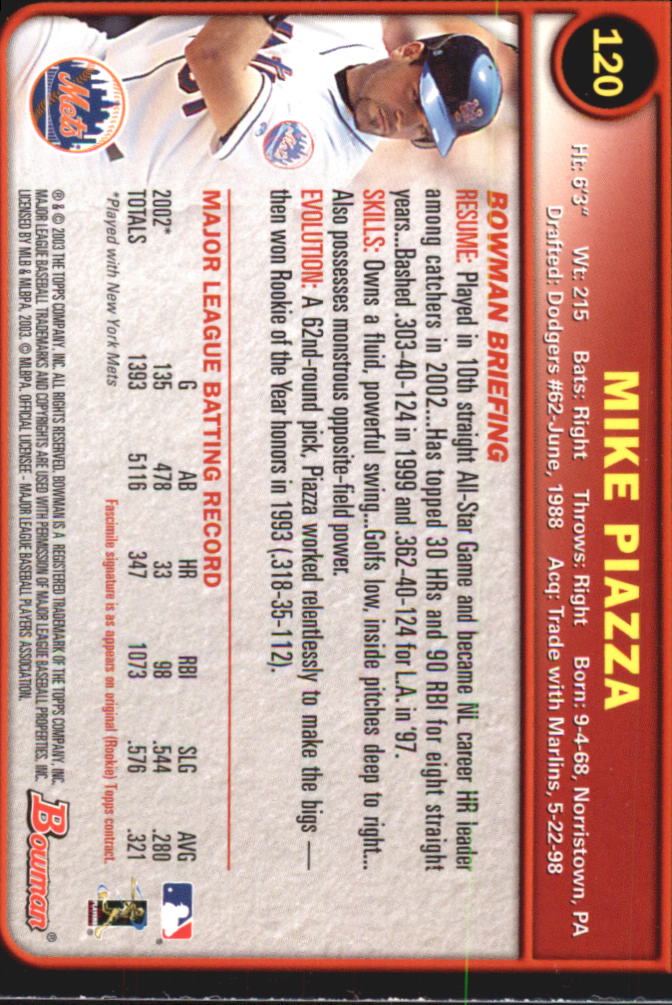 120
MIKE PIAZZA
Ht: 6'3" Wt: 215 Bats: Right Throws: Right Born: 9-4-68, Norristown, PA
Drafted: Dodgers #62-June, 1988 Acq: Trade with Marlins, 5-22-98
BOWMAN BRIEFING
RESUME: Played in 10th straight All-Star Game and became NL career HR leader
among catchers in 2002...Has topped 30 HRs and 90 RBI for eight straight
years...Bashed .303-40-124 in 1999 and .362-40-124 for L.A. in '97.
SKILLS: Owns a fluid, powerful swing...Golfs low, inside pitches deep to right...
Also possesses monstrous opposite-field power.
EVOLUTION: A 62nd-round pick, Piazza worked relentlessly to make the bigs —
then won Rookie of the Year honors in 1993 (.318-35-112).
Mets
Mets
MAJOR LEAGUE BATTING RECORD
G AB HR RBI SLG AVG
2002* 135 478 33 98 .544 .280
TOTALS 1393 5116 347 1073 .576 .321
*Played with New York Mets
Fascimile signature is as appears on original (Rookie) Topps contract.
® & © 2003 THE TOPPS COMPANY, INC. ALL RIGHTS RESERVED. BOWMAN IS A REGISTERED TRADEMARK OF THE TOPPS COMPANY, INC.
MAJOR LEAGUE BASEBALL TRADEMARKS AND COPYRIGHTS ARE USED WITH PERMISSION OF MAJOR LEAGUE BASEBALL PROPERTIES, INC.
LICENSED BY MLB & MLBPA, 2003. © MLBPA. OFFICIAL LICENSEE - MAJOR LEAGUE BASEBALL PLAYERS ASSOCIATION.
Bowman®